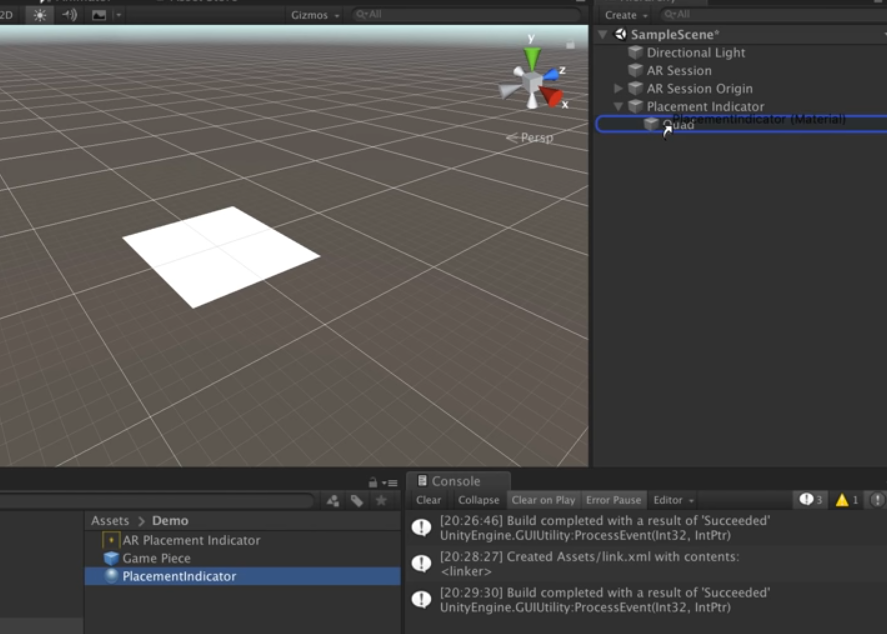 2D
Gizmos
All
Create
All
SampleScene*
Directional Light
AR Session
AR Session Origin
Placement Indicator
PlacementIndicator (Material)
Quad
y
z
x
Persp
Console
Clear
Collapse
Clear on Play
Error Pause
Editor
3
1
Assets > Demo
AR Placement Indicator
Game Piece
PlacementIndicator
[20:26:46] Build completed with a result of 'Succeeded'
UnityEngine.GUIUtility:ProcessEvent(Int32, IntPtr)
[20:28:27] Created Assets/link.xml with contents:
<linker>
[20:29:30] Build completed with a result of 'Succeeded'
UnityEngine.GUIUtility:ProcessEvent(Int32, IntPtr)